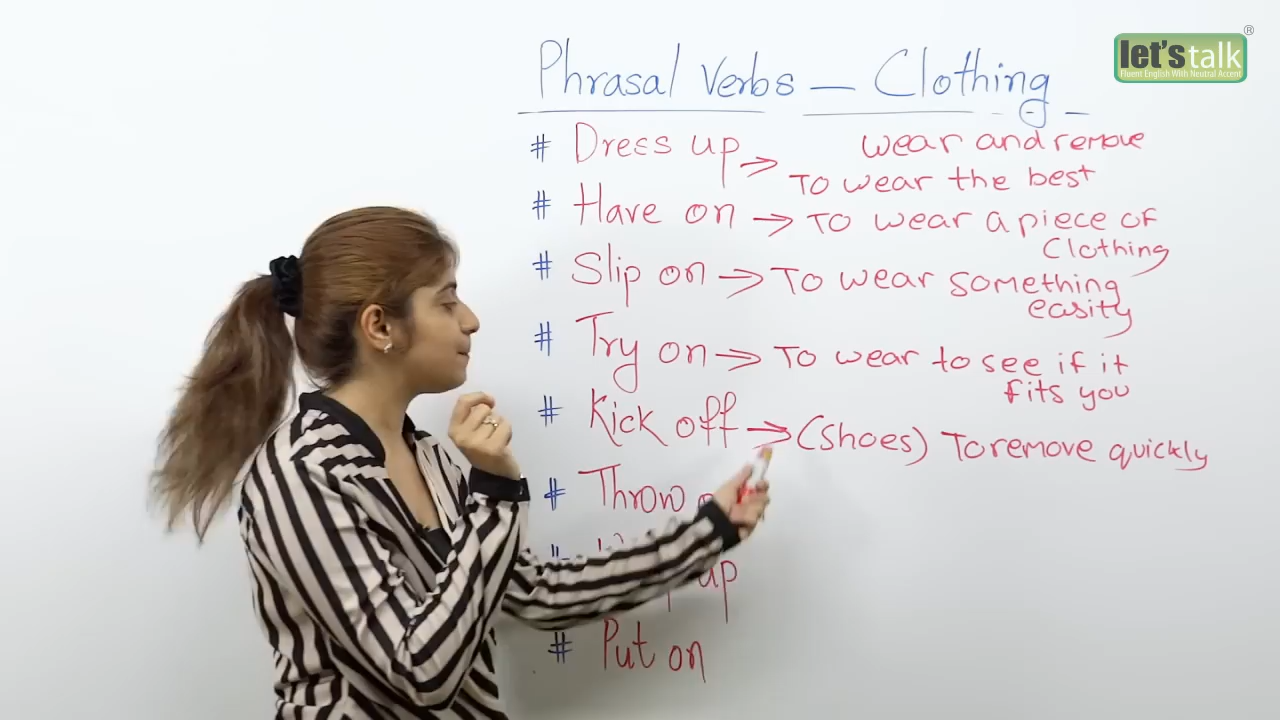 let's talk ®
Fluent English With Neutral Accent
Phrasal Verbs — Clothing
wear and remove
# Dress up → To wear the best
# Have on → To wear a piece of
Clothing
# Slip on → To wear something
easity
# Try on → To wear to see if it
fits you
# Kick off → (shoes) To remove quickly
# Throw
# up
# Put on